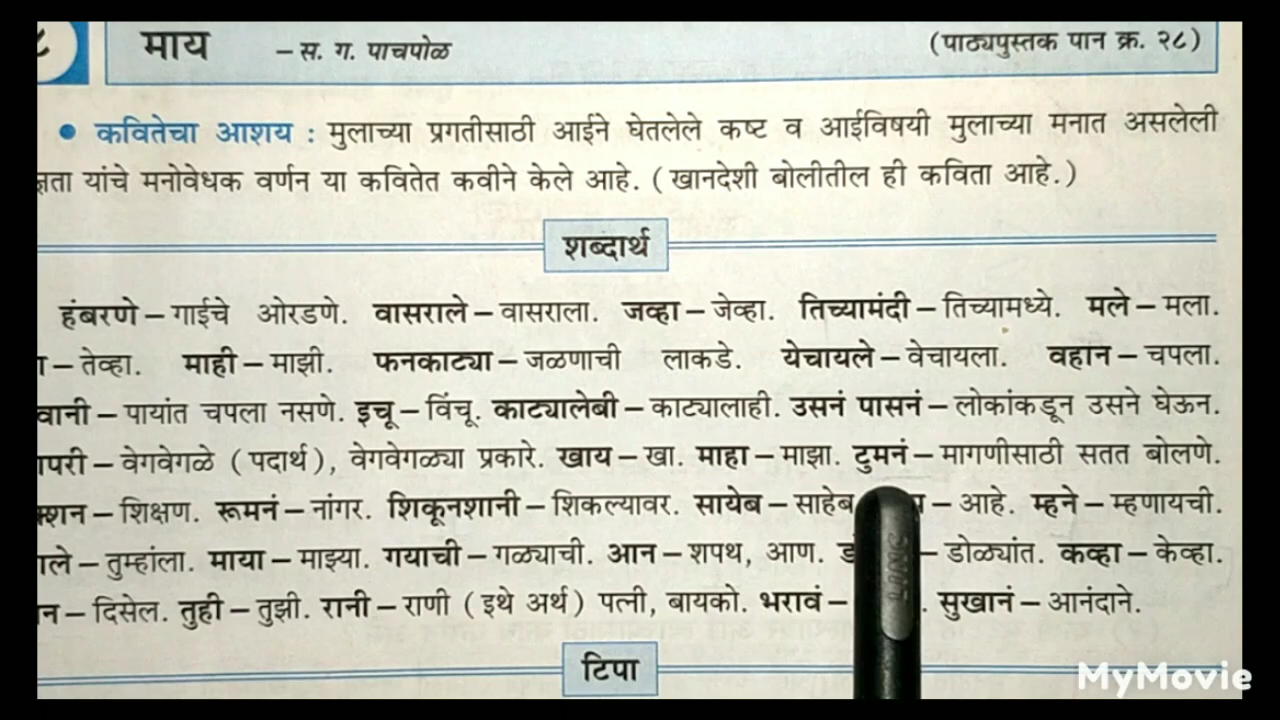 माय – स. ग. पाचपोळ (पाठ्यपुस्तक पान क्र. २८)
• कवितेचा आशय : मुलाच्या प्रगतीसाठी आईने घेतलेले कष्ट व आईविषयी मुलाच्या मनात असलेली
यांचे मनोवेधक वर्णन या कवितेत कवीने केले आहे. ( खानदेशी बोलीतील ही कविता आहे.)
शब्दार्थ
हंबरणे – गाईचे ओरडणे. वासराले – वासराला. जव्हा – जेव्हा. तिच्यामंदी – तिच्यामध्ये. मले – मला.
– तेव्हा. माही – माझी. फनकाट्या – जळणाची लाकडे. येचायले – वेचायला. वहान – चपला.
वानी – पायांत चपला नसणे. इचू – विंचू. काट्यालेबी – काट्यालाही. उसनं पासनं – लोकांकडून उसने घेऊन.
– वेगवेगळे ( पदार्थ ), वेगवेगळ्या प्रकारे. खाय – खा. माहा – माझा. टुमनं – मागणीसाठी सतत बोलणे.
– शिक्षण. रूमनं – नांगर. शिकूनशानी – शिकल्यावर. सायेब – साहेब – आहे. म्हने – म्हणायची.
– तुम्हांला. माया – माझ्या. गयाची – गळ्याची. आन – शपथ, आण. – डोळ्यांत. कव्हा – केव्हा.
– दिसेल. तुही – तुझी. रानी – राणी ( इथे अर्थ ) पत्नी, बायको. भरावं – सुखानं – आनंदाने.
टिपा
MyMovie